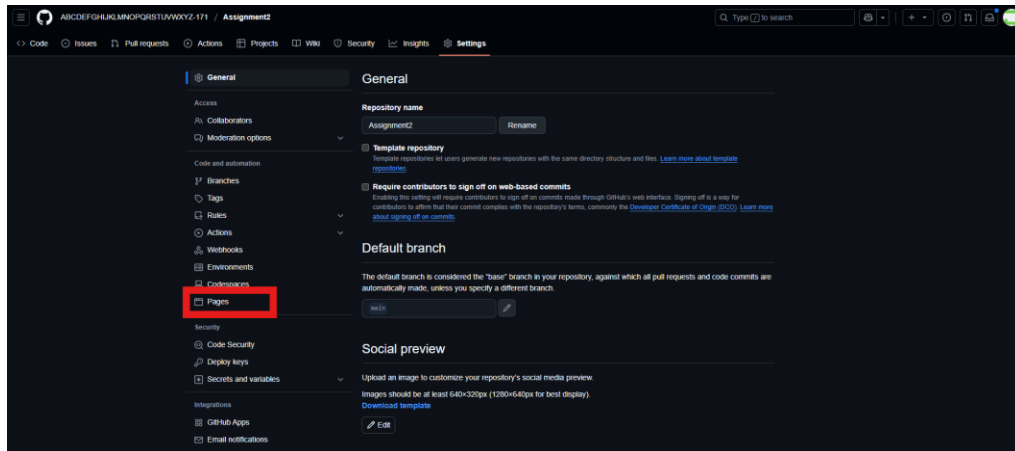 ABCDEFGHIJKLMNOPQRSTUVWXYZ-171 / Assignment2
Type / to search
Code Issues Pull requests Actions Projects Wiki Security Insights Settings
General
Access
Collaborators
Moderation options
Code and automation
Branches
Tags
Rules
Actions
Webhooks
Environments
Codespaces
Pages
Security
Code Security
Deploy keys
Secrets and variables
Integrations
GitHub Apps
Email notifications
General
Repository name
Assignment2 Rename
Template repository
Template repositories let users generate new repositories with the same directory structure and files. Learn more about template
repositories.
Require contributors to sign off on web-based commits
Enabling this setting will require contributors to sign off on commits made through GitHub's web interface. Signing off is a way for
contributors to affirm that their commit complies with the repository's terms, commonly the Developer Certificate of Origin (DCO). Learn more
about signing off on commits.
Default branch
The default branch is considered the "base" branch in your repository, against which all pull requests and code commits are
automatically made, unless you specify a different branch.
main
Social preview
Upload an image to customize your repository's social media preview.
Images should be at least 640×320px (1280×640px for best display).
Download template
Edit